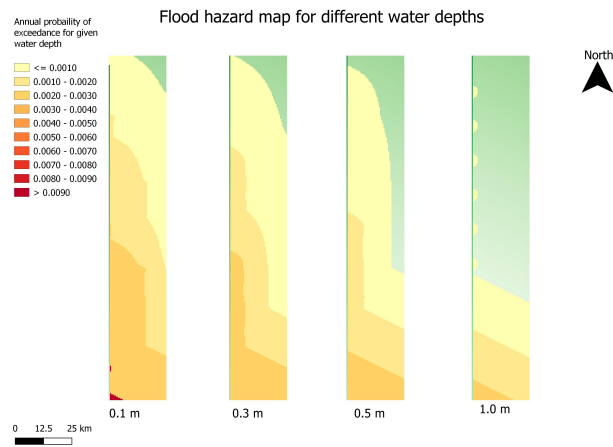 Flood hazard map for different water depths
Annual probaility of
exceedance for given
water depth
<= 0.0010
0.0010 - 0.0020
0.0020 - 0.0030
0.0030 - 0.0040
0.0040 - 0.0050
0.0050 - 0.0060
0.0060 - 0.0070
0.0070 - 0.0080
0.0080 - 0.0090
> 0.0090
North
0.1 m
0.3 m
0.5 m
1.0 m
0 12.5 25 km